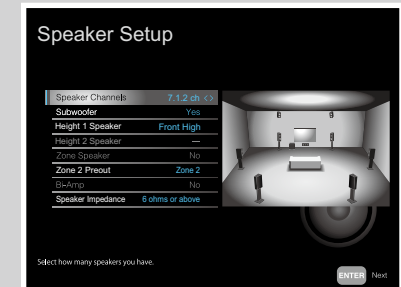 Speaker Setup
Speaker Channels 7.1.2 ch <>
Subwoofer Yes
Height 1 Speaker Front High
Height 2 Speaker —
Zone Speaker No
Zone 2 Preout Zone 2
Bi-Amp No
Speaker Impedance 6 ohms or above
Select how many speakers you have.
ENTER Next